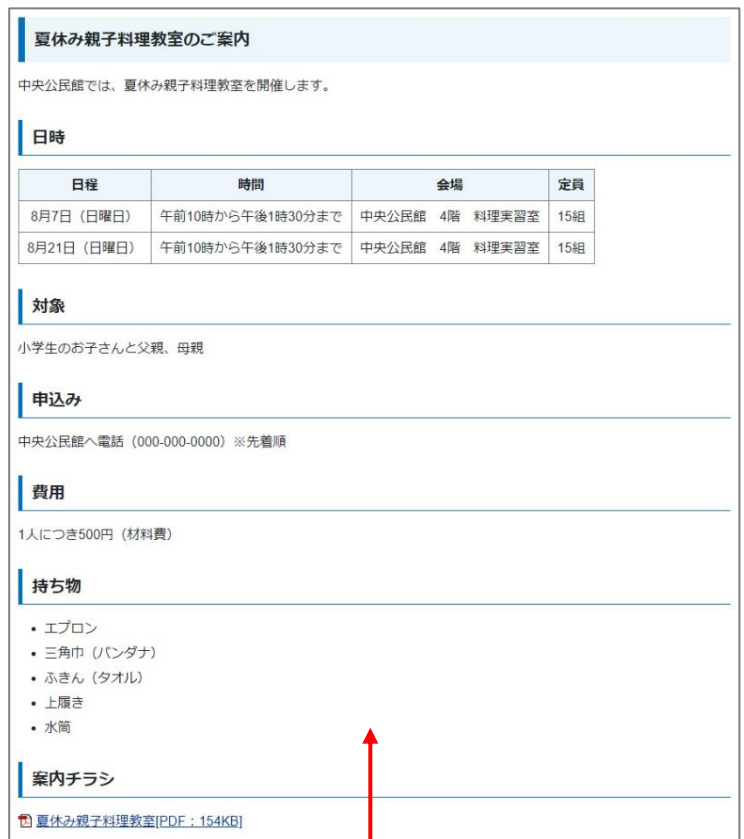 夏休み親子料理教室のご案内
中央公民館では、夏休み親子料理教室を開催します。
日時
日程 時間 会場 定員
8月7日（日曜日） 午前10時から午後1時30分まで 中央公民館　4階　料理実習室 15組
8月21日（日曜日） 午前10時から午後1時30分まで 中央公民館　4階　料理実習室 15組
対象
小学生のお子さんと父親、母親
申込み
中央公民館へ電話（000-000-0000）※先着順
費用
1人につき500円（材料費）
持ち物
• エプロン
• 三角巾（バンダナ）
• ふきん（タオル）
• 上履き
• 水筒
案内チラシ
夏休み親子料理教室[PDF：154KB]